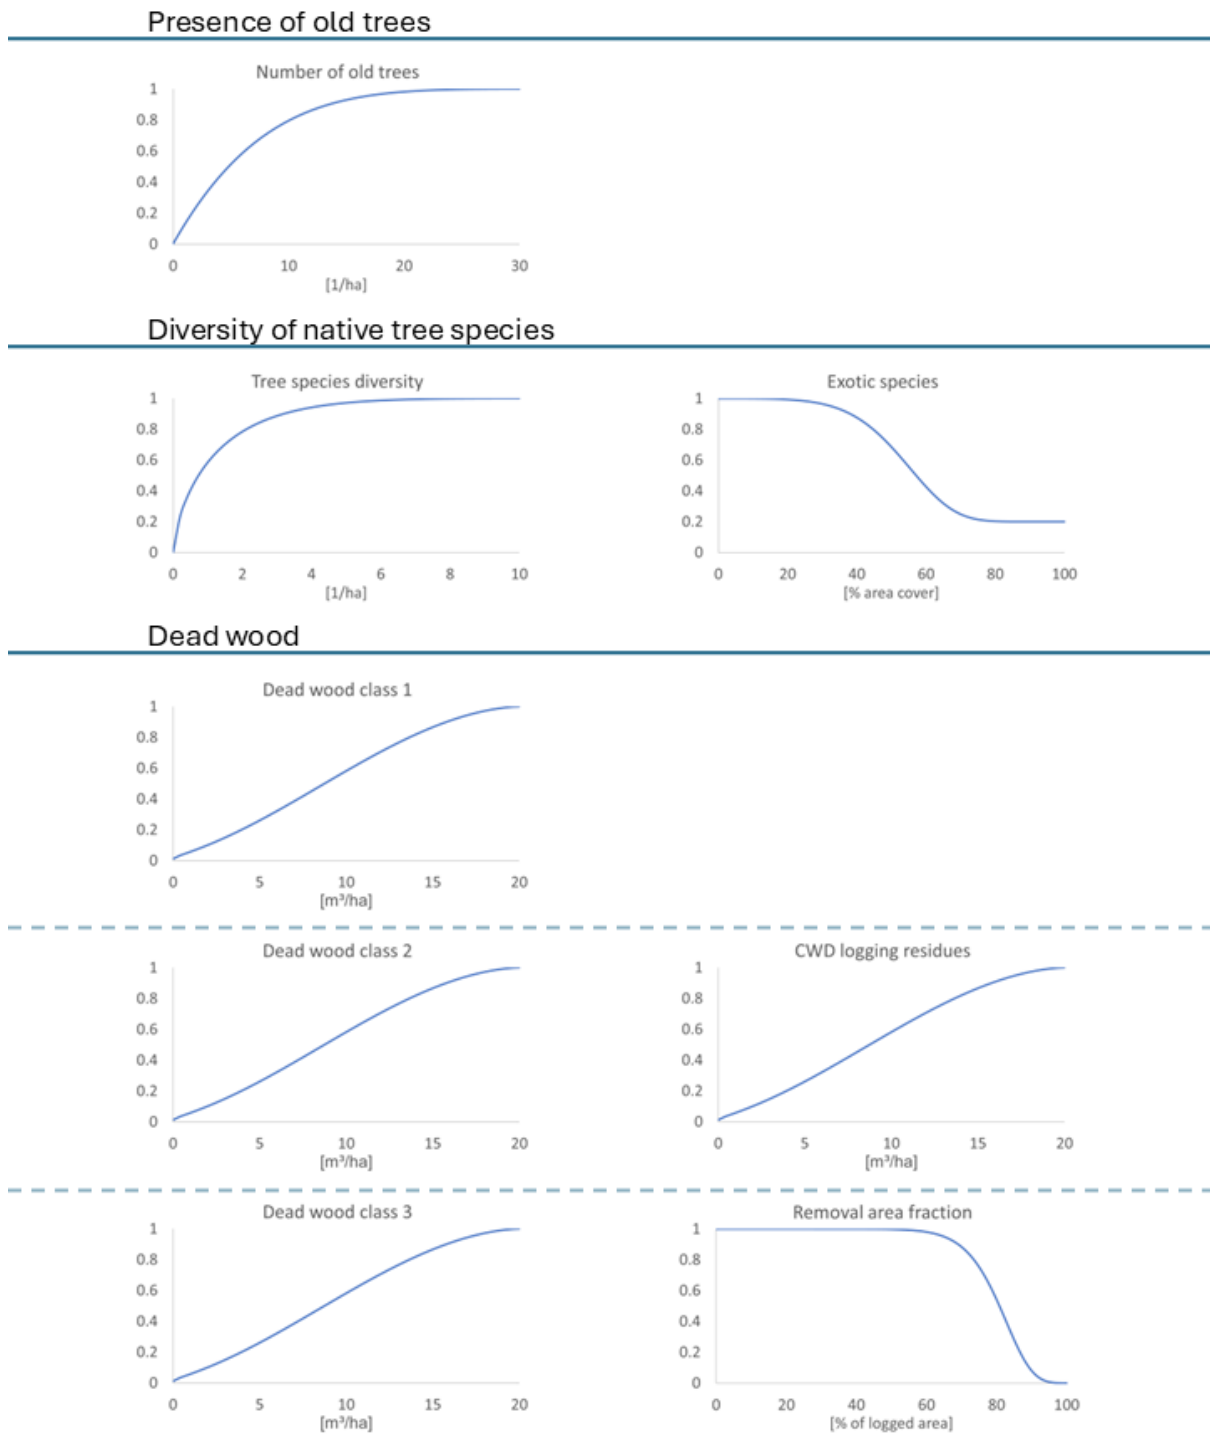 Presence of old trees
Number of old trees
1
0.8
0.6
0.4
0.2
0
0 10 20 30
[1/ha]
Diversity of native tree species
Tree species diversity
1
0.8
0.6
0.4
0.2
0
0 2 4 6 8 10
[1/ha]
Exotic species
1
0.8
0.6
0.4
0.2
0
0 20 40 60 80 100
[% area cover]
Dead wood
Dead wood class 1
1
0.8
0.6
0.4
0.2
0
0 5 10 15 20
[m³/ha]
Dead wood class 2
1
0.8
0.6
0.4
0.2
0
0 5 10 15 20
[m³/ha]
CWD logging residues
1
0.8
0.6
0.4
0.2
0
0 5 10 15 20
[m³/ha]
Dead wood class 3
1
0.8
0.6
0.4
0.2
0
0 5 10 15 20
[m³/ha]
Removal area fraction
1
0.8
0.6
0.4
0.2
0
0 20 40 60 80 100
[% of logged area]